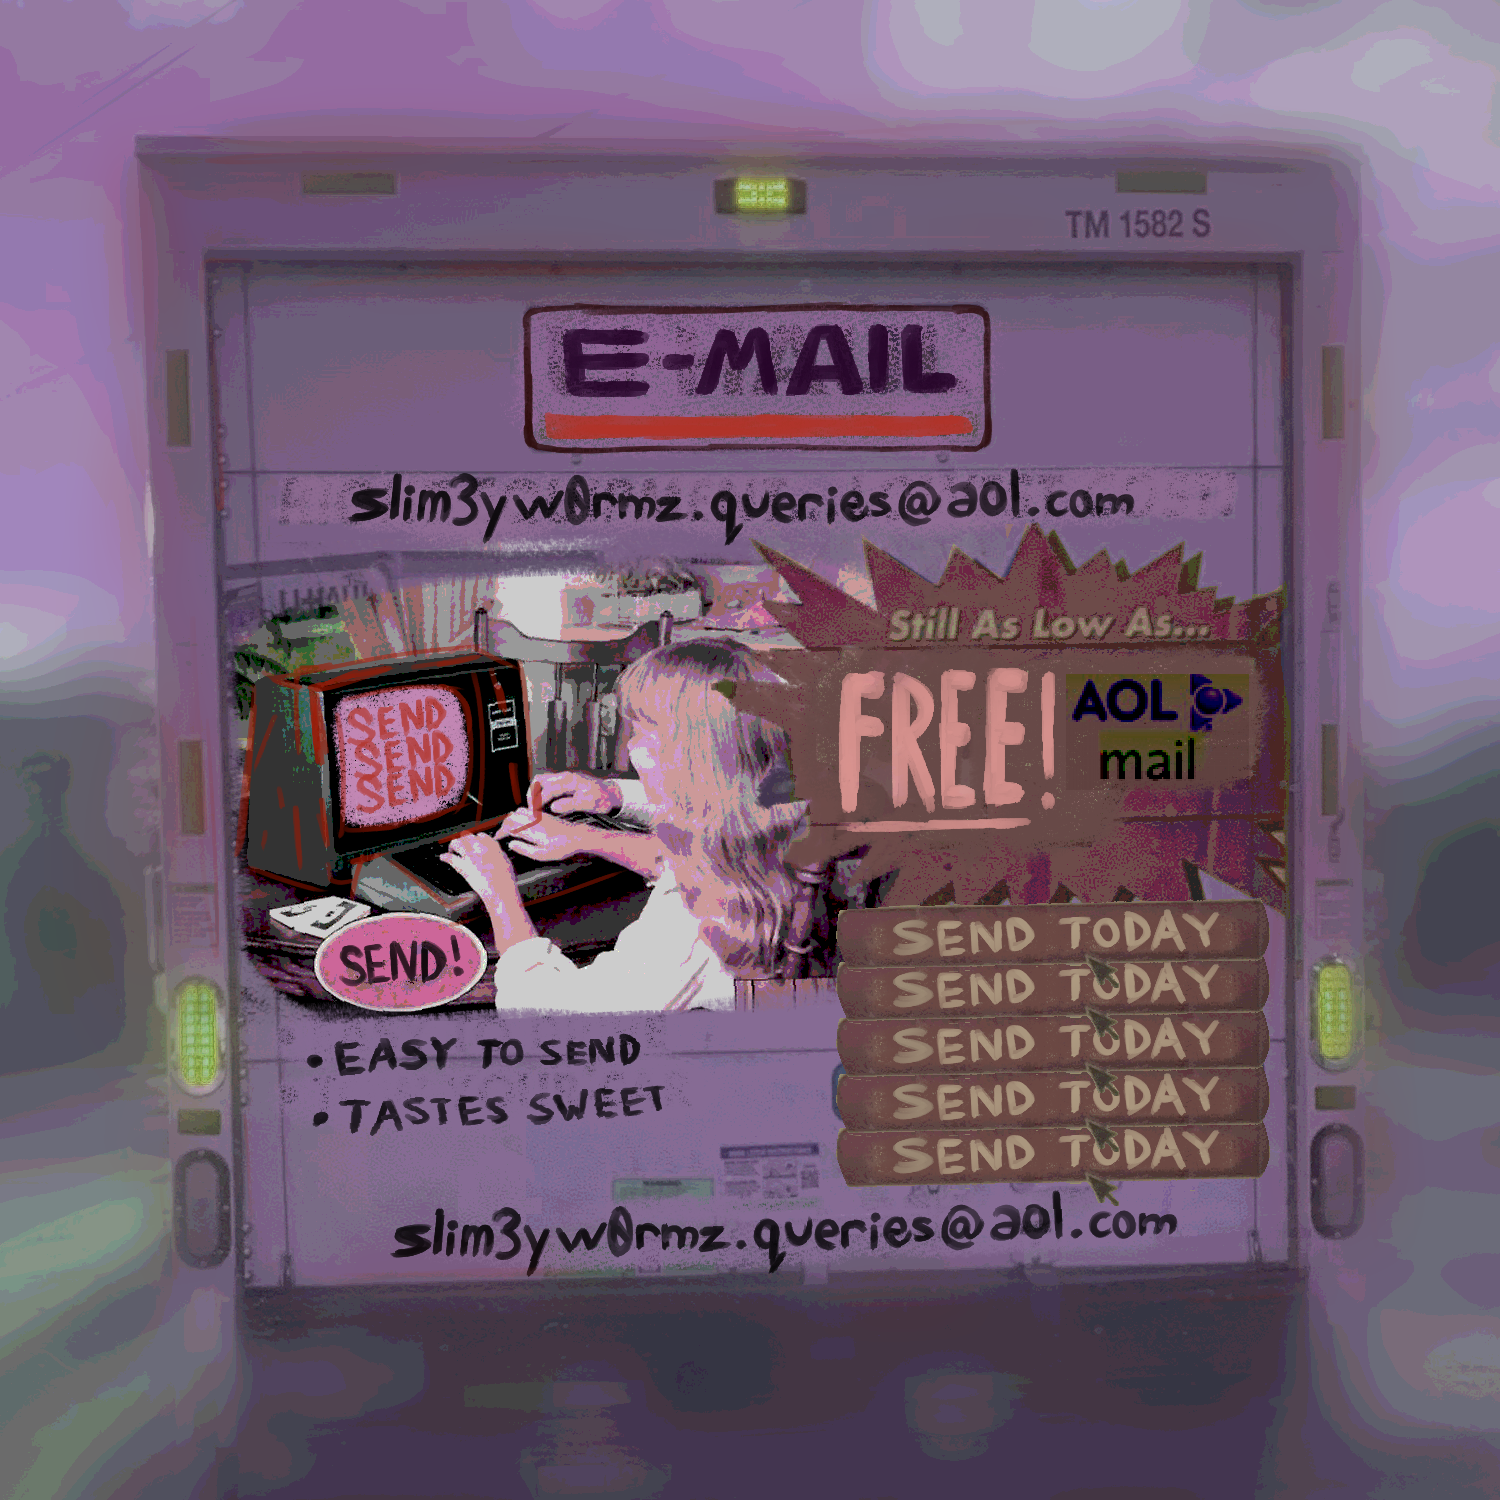 TM 1582 S
E-MAIL
slim3yw0rmz.queries@aol.com
U-HAUL
Still As Low As...
FREE!
AOL
mail
SEND
SEND
SEND
SEND!
SEND TODAY
SEND TODAY
SEND TODAY
SEND TODAY
SEND TODAY
• EASY TO SEND
• TASTES SWEET
slim3yw0rmz.queries@aol.com